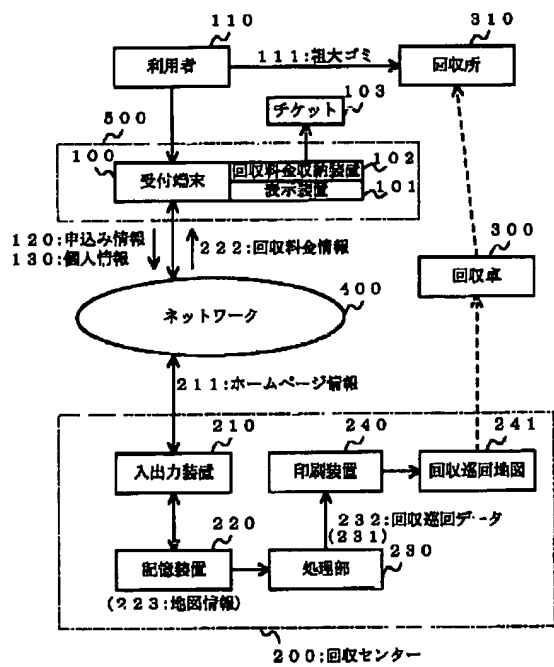 110
310
利用者
111:粗大ゴミ
回収所
103
チケット
500
100
受付端末
回収料金収納装置
102
表示装置
101
120:申込み情報
130:個人情報
222:回収料金情報
300
回収車
ネットワーク
400
211:ホームページ情報
210
240
241
入出力装置
印刷装置
回収巡回地図
232:回収巡回データ
(231)
220
230
記憶装置
処理部
(223:地図情報)
200:回収センター